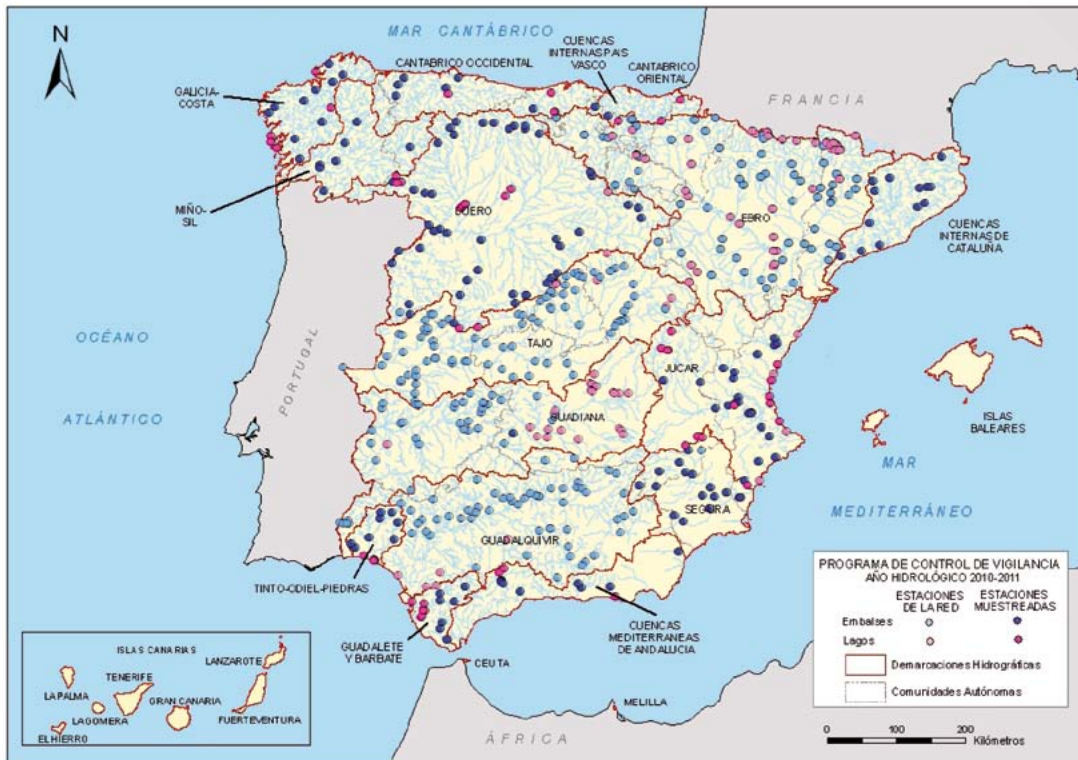 N
MAR CANTÁBRICO
CANTABRICO OCCIDENTAL
CUENCAS
INTERNAS PAIS
VASCO
CANTABRICO
ORIENTAL
GALICIA-
COSTA
FRANCIA
MIÑO-
SIL
DUERO
EBRO
CUENCAS
INTERNAS DE
CATALUÑA
OCÉANO
ATLÁNTICO
PORTUGAL
TAJO
JUCAR
GUADIANA
ISLAS
BALEARES
MAR
MEDITERRÁNEO
SEGURA
GUADALQUIVIR
TINTO-ODIEL-PIEDRAS
GUADALETE
Y BARBATE
CUENCAS
MEDITERRANEAS
DE ANDALUCIA
CEUTA
MELILLA
ÁFRICA
ISLAS CANARIAS
LANZAROTE
LA PALMA
TENERIFE
GRAN CANARIA
LA GOMERA
FUERTEVENTURA
EL HIERRO
PROGRAMA DE CONTROL DE VIGILANCIA
AÑO HIDROLÓGICO 2010-2011
ESTACIONES
DE LA RED
ESTACIONES
MUESTREADAS
Embalses
Lagos
Demarcaciones Hidrográficas
Comunidades Autónomas
0 100 200
Kilómetros